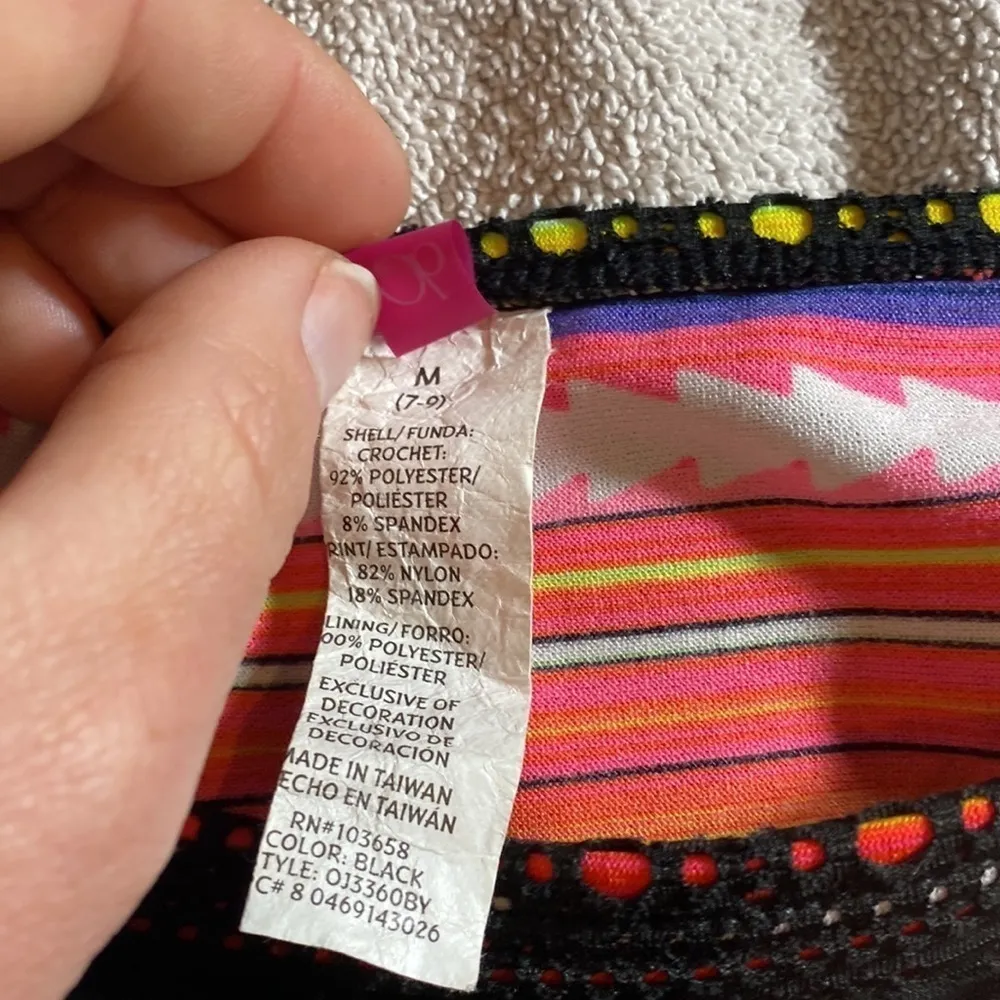 OP
M
(7-9)
SHELL/FUNDA:
CROCHET:
92% POLYESTER/
POLIÉSTER
8% SPANDEX
RINT/ESTAMPADO:
82% NYLON
18% SPANDEX
LINING/FORRO:
00% POLYESTER/
POLIÉSTER
EXCLUSIVE OF
DECORATION
EXCLUSIVO DE
DECORACIÓN
MADE IN TAIWAN
ECHO EN TAIWÁN
RN#103658
COLOR: BLACK
TYLE: OJ3360BY
C# 8 0469143026